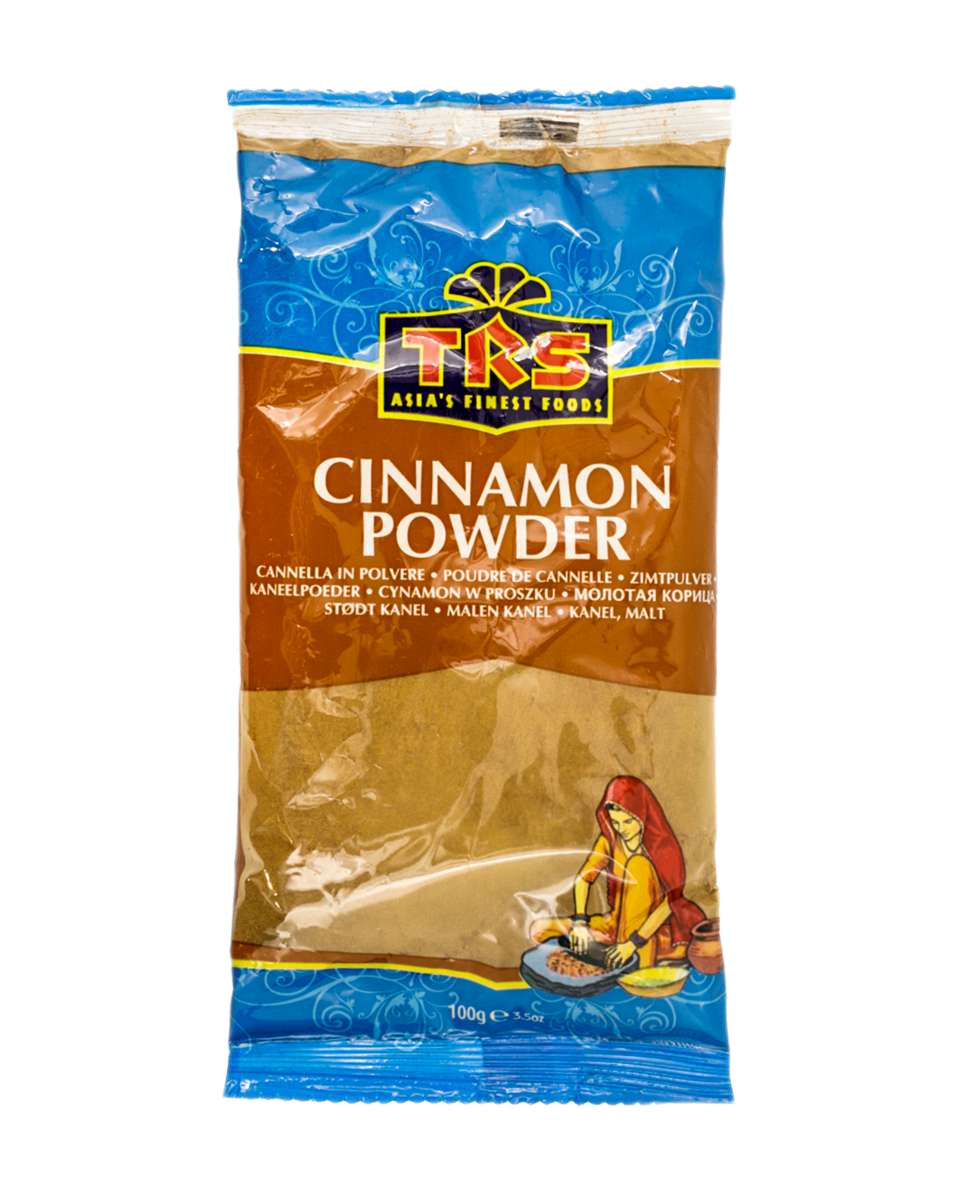 TRS
ASIA'S FINEST FOODS
CINNAMON
POWDER
CANNELLA IN POLVERE • POUDRE DE CANNELLE • ZIMTPULVER •
KANEELPOEDER • CYNAMON W PROSZKU • МОЛОТАЯ КОРИЦА •
STØDT KANEL • MALEN KANEL • KANEL, MALT
100g ℮ 3.5oz